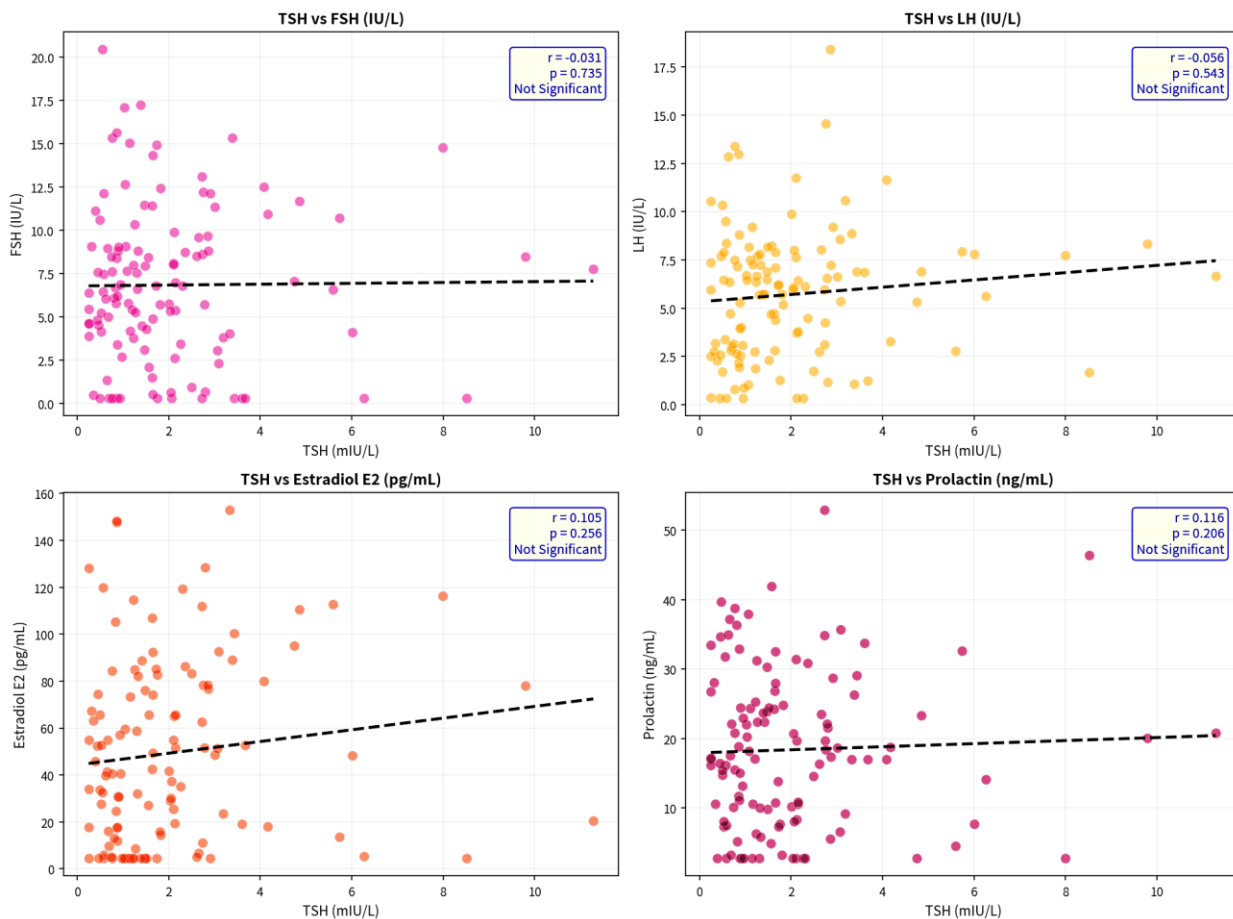 TSH vs FSH (IU/L)
r = -0.031
p = 0.735
Not Significant
FSH (IU/L)
20.0
17.5
15.0
12.5
10.0
7.5
5.0
2.5
0.0
0 2 4 6 8 10
TSH (mIU/L)
TSH vs LH (IU/L)
r = -0.056
p = 0.543
Not Significant
LH (IU/L)
17.5
15.0
12.5
10.0
7.5
5.0
2.5
0.0
0 2 4 6 8 10
TSH (mIU/L)
TSH vs Estradiol E2 (pg/mL)
r = 0.105
p = 0.256
Not Significant
Estradiol E2 (pg/mL)
160
140
120
100
80
60
40
20
0
0 2 4 6 8 10
TSH (mIU/L)
TSH vs Prolactin (ng/mL)
r = 0.116
p = 0.206
Not Significant
Prolactin (ng/mL)
50
40
30
20
10
0 2 4 6 8 10
TSH (mIU/L)